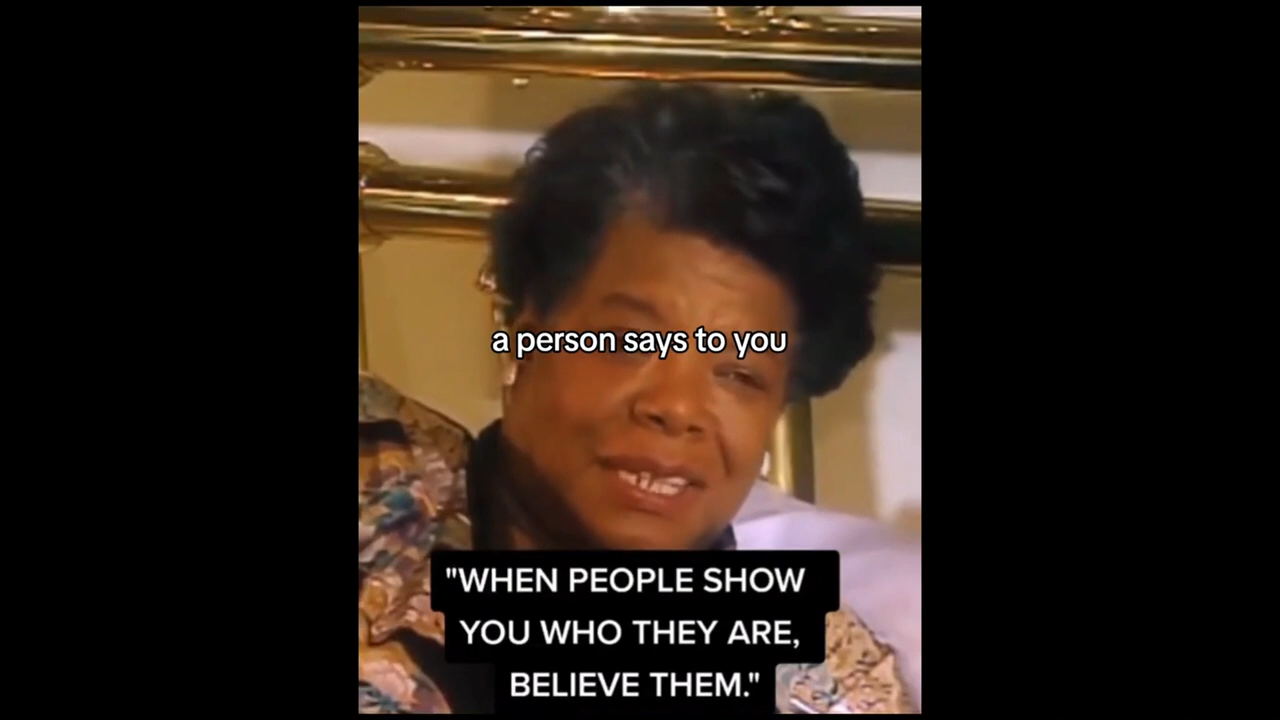 a person says to you
"WHEN PEOPLE SHOW
YOU WHO THEY ARE,
BELIEVE THEM."